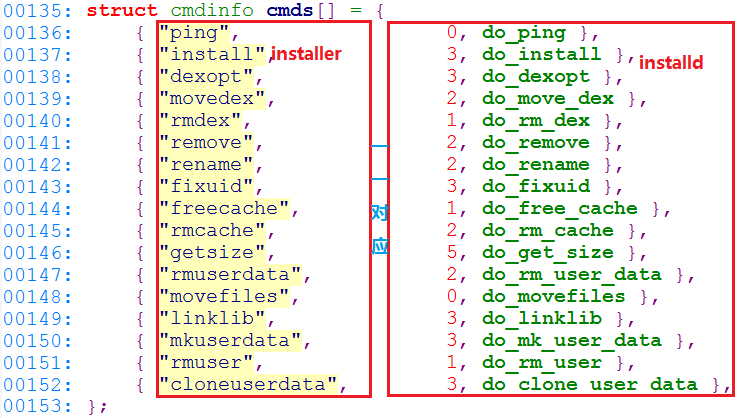 00135: struct cmdinfo cmds[] = {
00136: { "ping", 0, do_ping },
00137: { "install", installer 3, do_install }, installd
00138: { "dexopt", 3, do_dexopt },
00139: { "movedex", 2, do_move_dex },
00140: { "rmdex", 1, do_rm_dex },
00141: { "remove", 一 2, do_remove },
00142: { "rename", 一 2, do_rename },
00143: { "fixuid", 3, do_fixuid },
00144: { "freecache", 对 1, do_free_cache },
00145: { "rmcache", 2, do_rm_cache },
00146: { "getsize", 应 5, do_get_size },
00147: { "rmuserdata", 2, do_rm_user_data },
00148: { "movefiles", 0, do_movefiles },
00149: { "linklib", 3, do_linklib },
00150: { "mkuserdata", 3, do_mk_user_data },
00151: { "rmuser", 1, do_rm_user },
00152: { "cloneuserdata", 3, do_clone_user_data },
00153: };